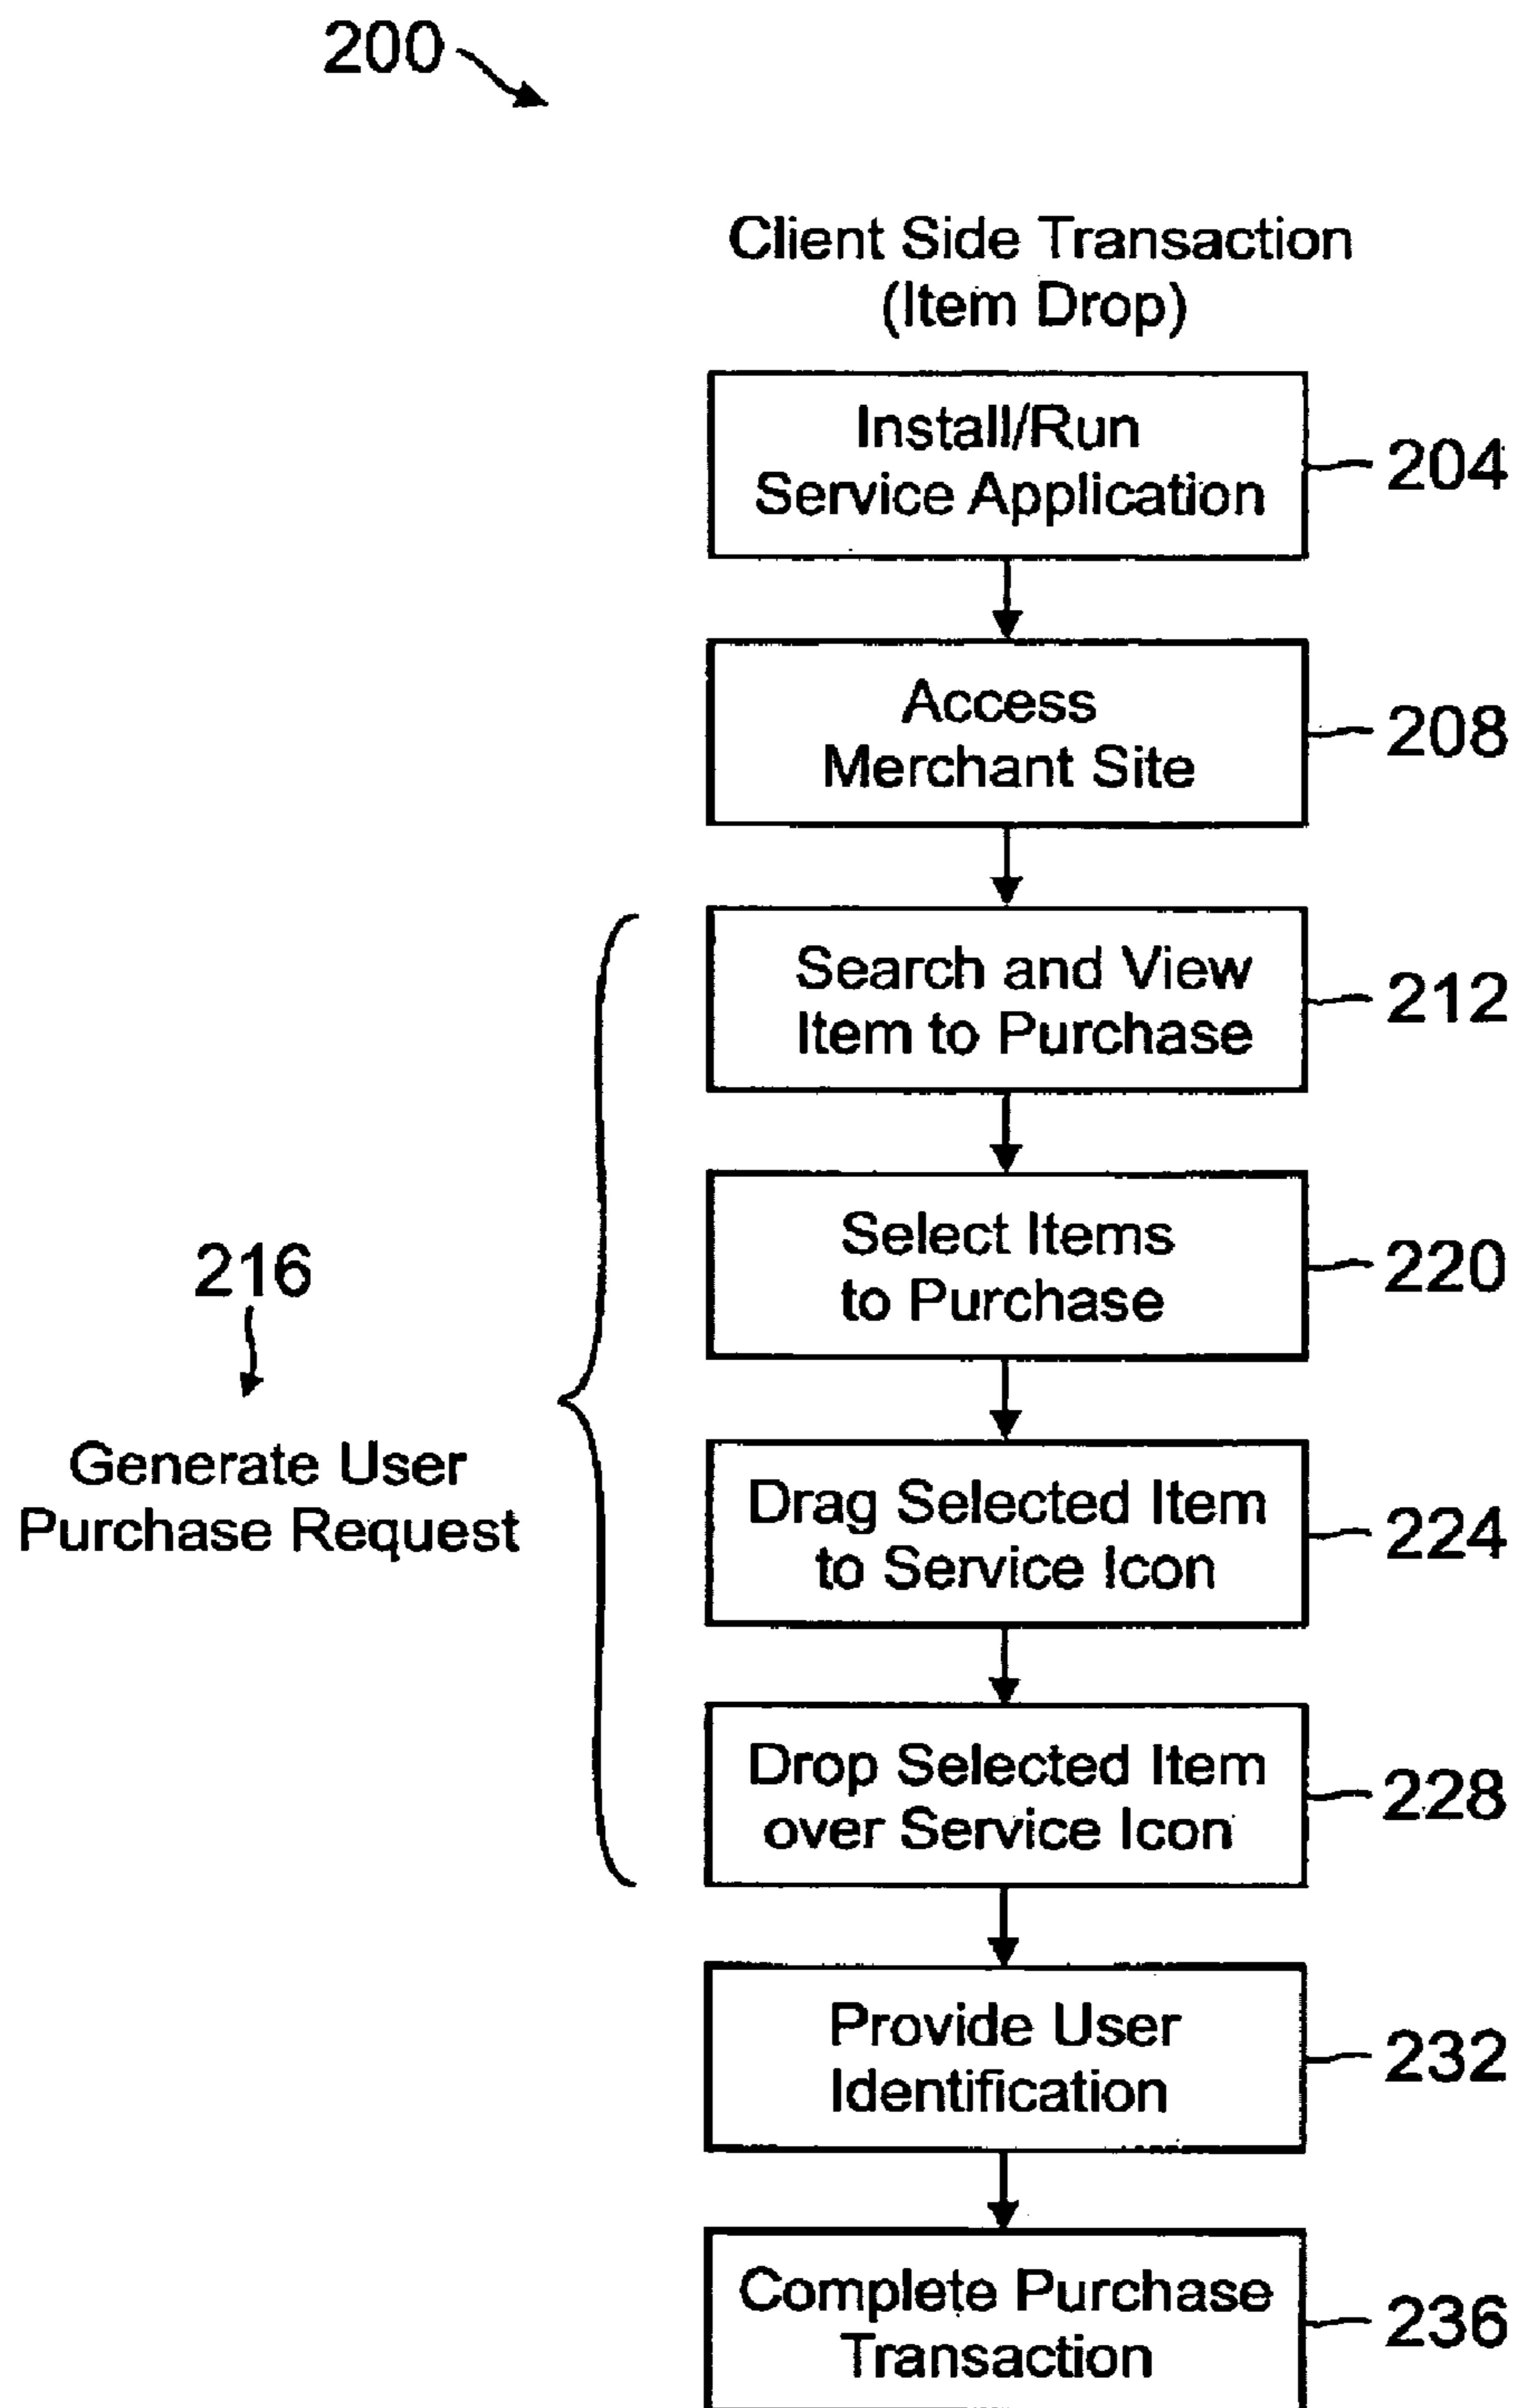 200
Client Side Transaction
(Item Drop)
Install/Run
Service Application
204
Access
Merchant Site
208
Search and View
Item to Purchase
212
216
Generate User
Purchase Request
Select Items
to Purchase
220
Drag Selected Item
to Service Icon
224
Drop Selected Item
over Service Icon
228
Provide User
Identification
232
Complete Purchase
Transaction
236